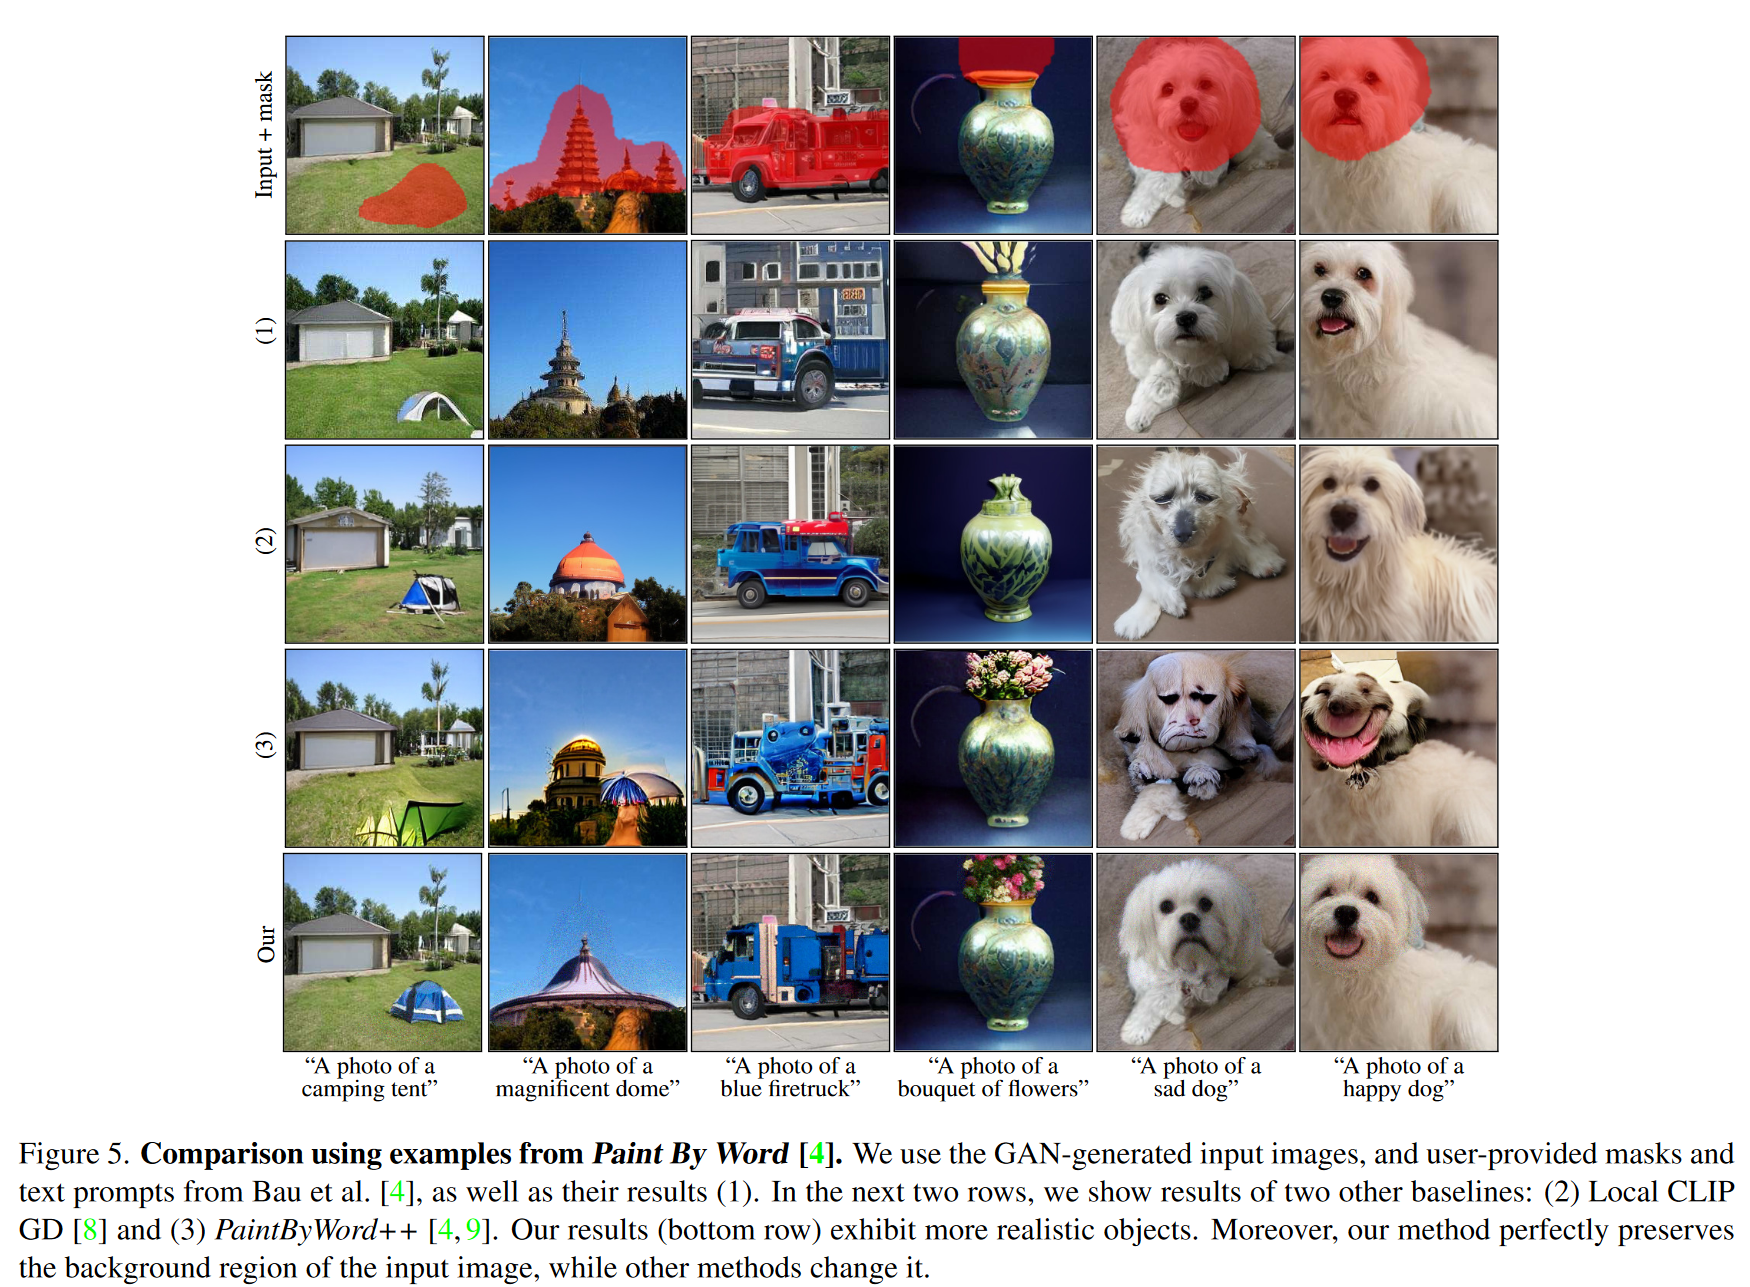 Input + mask
(1)
(2)
(3)
Our
“A photo of a
camping tent”
“A photo of a
magnificent dome”
“A photo of a
blue firetruck”
“A photo of a
bouquet of flowers”
“A photo of a
sad dog”
“A photo of a
happy dog”
Figure 5. Comparison using examples from Paint By Word [4]. We use the GAN-generated input images, and user-provided masks and
text prompts from Bau et al. [4], as well as their results (1). In the next two rows, we show results of two other baselines: (2) Local CLIP
GD [8] and (3) PaintByWord++ [4, 9]. Our results (bottom row) exhibit more realistic objects. Moreover, our method perfectly preserves
the background region of the input image, while other methods change it.